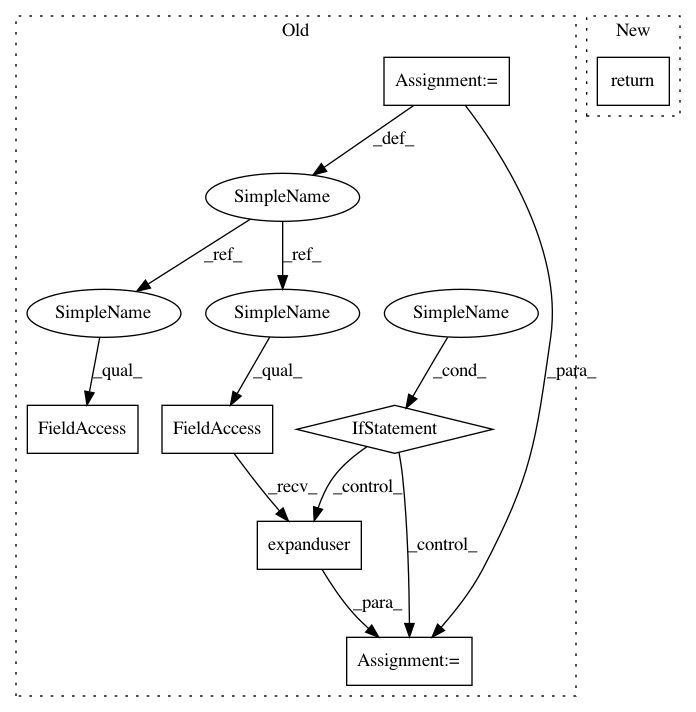 Old
New
Assignment:=
return
_def_
SimpleName
_ref_
_ref_
SimpleName
SimpleName
SimpleName
_qual_
_qual_
_cond_
_para_
FieldAccess
FieldAccess
IfStatement
_recv_
_control_
_control_
expanduser
_para_
Assignment:=